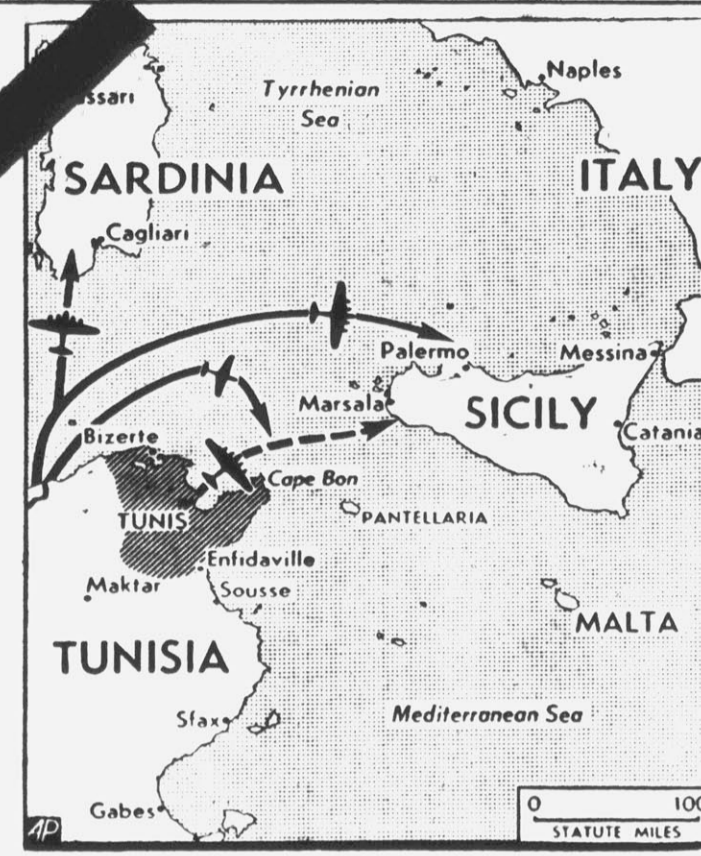 Naples
Tyrrhenian
Sea
ssari
SARDINIA
ITALY
Cagliari
Palermo
Messina
Marsala
SICILY
Catania
Bizerte
Cape Bon
TUNIS
PANTELLARIA
Enfidaville
Maktar
Sousse
MALTA
TUNISIA
Sfax
Mediterranean Sea
Gabes
0 100
STATUTE MILES
AP